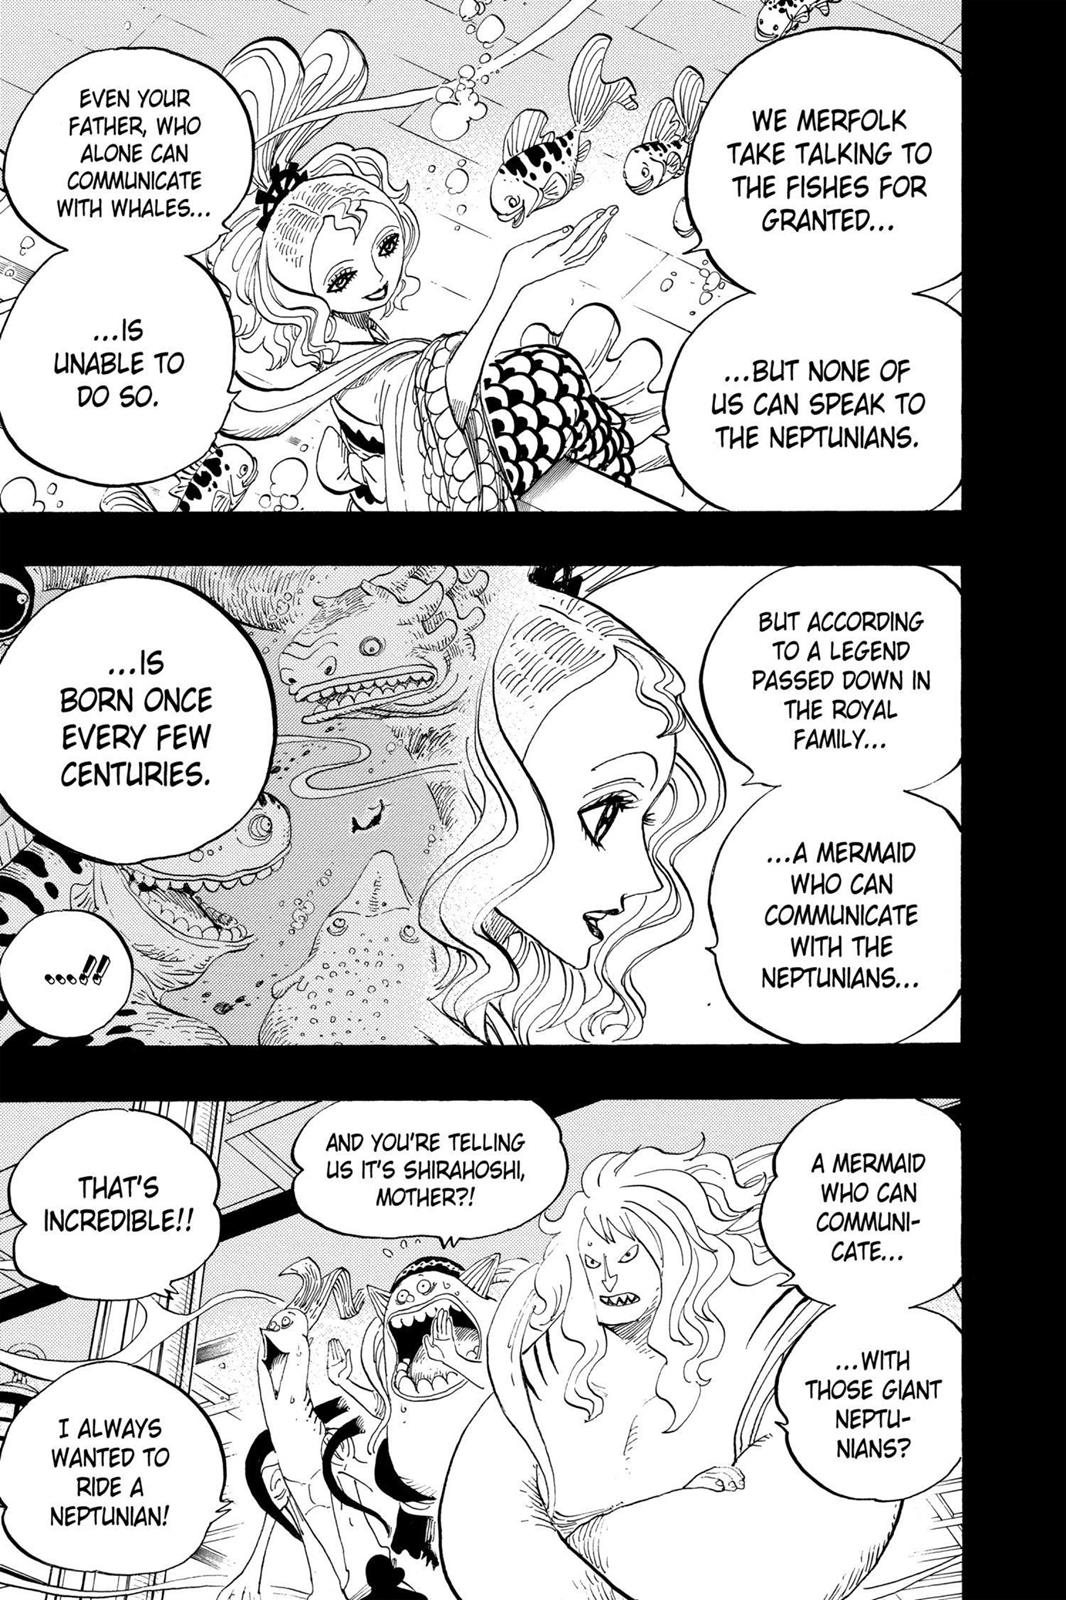 WE MERFOLK
TAKE TALKING TO
THE FISHES FOR
GRANTED...
...BUT NONE OF
US CAN SPEAK TO
THE NEPTUNIANS.
EVEN YOUR
FATHER, WHO
ALONE CAN
COMMUNICATE
WITH WHALES...
...IS
UNABLE TO
DO SO.
BUT ACCORDING
TO A LEGEND
PASSED DOWN IN
THE ROYAL
FAMILY...
...A MERMAID
WHO CAN
COMMUNICATE
WITH THE
NEPTUNIANS...
...IS
BORN ONCE
EVERY FEW
CENTURIES.
....!!
A MERMAID
WHO CAN
COMMUNI-
CATE...
...WITH
THOSE GIANT
NEPTU-
NIANS?
AND YOU'RE TELLING
US IT'S SHIRAHOSHI,
MOTHER?!
THAT'S
INCREDIBLE!!
I ALWAYS
WANTED TO
RIDE A
NEPTUNIAN!